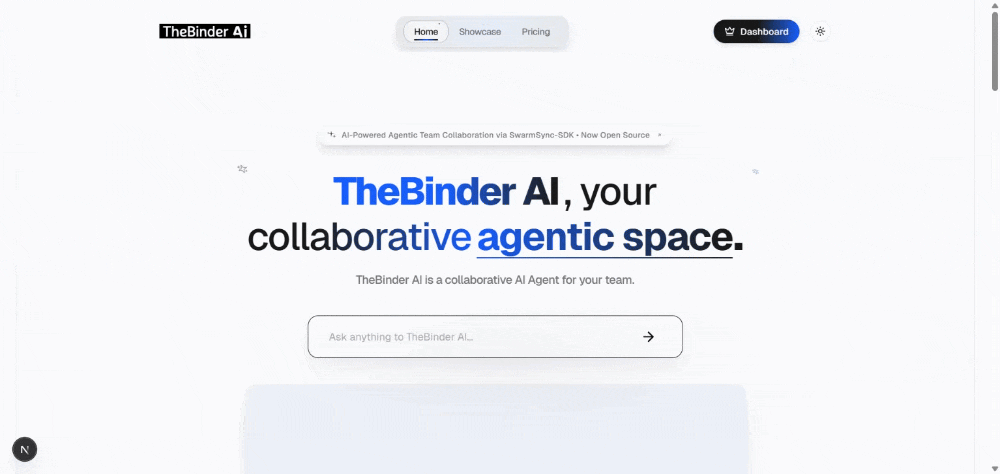 TheBinder Ai
Home
Showcase
Pricing
Dashboard
AI-Powered Agentic Team Collaboration via SwarmSync-SDK • Now Open Source
TheBinder AI, your
collaborative agentic space.
TheBinder AI is a collaborative AI Agent for your team.
Ask anything to TheBinder AI...
N